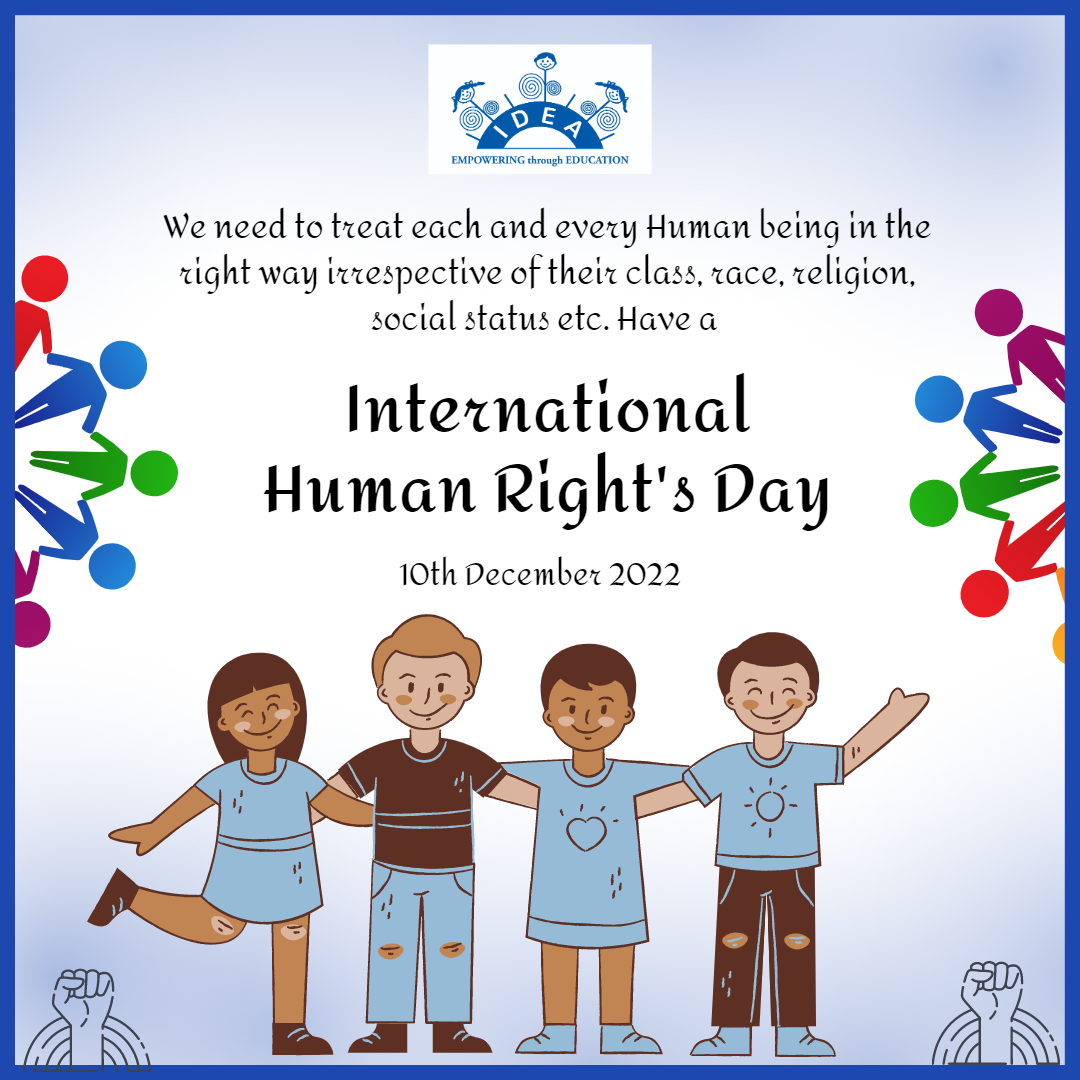 IDEA
EMPOWERING through EDUCATION
We need to treat each and every Human being in the
right way irrespective of their class, race, religion,
social status etc. Have a
International
Human Right's Day
10th December 2022